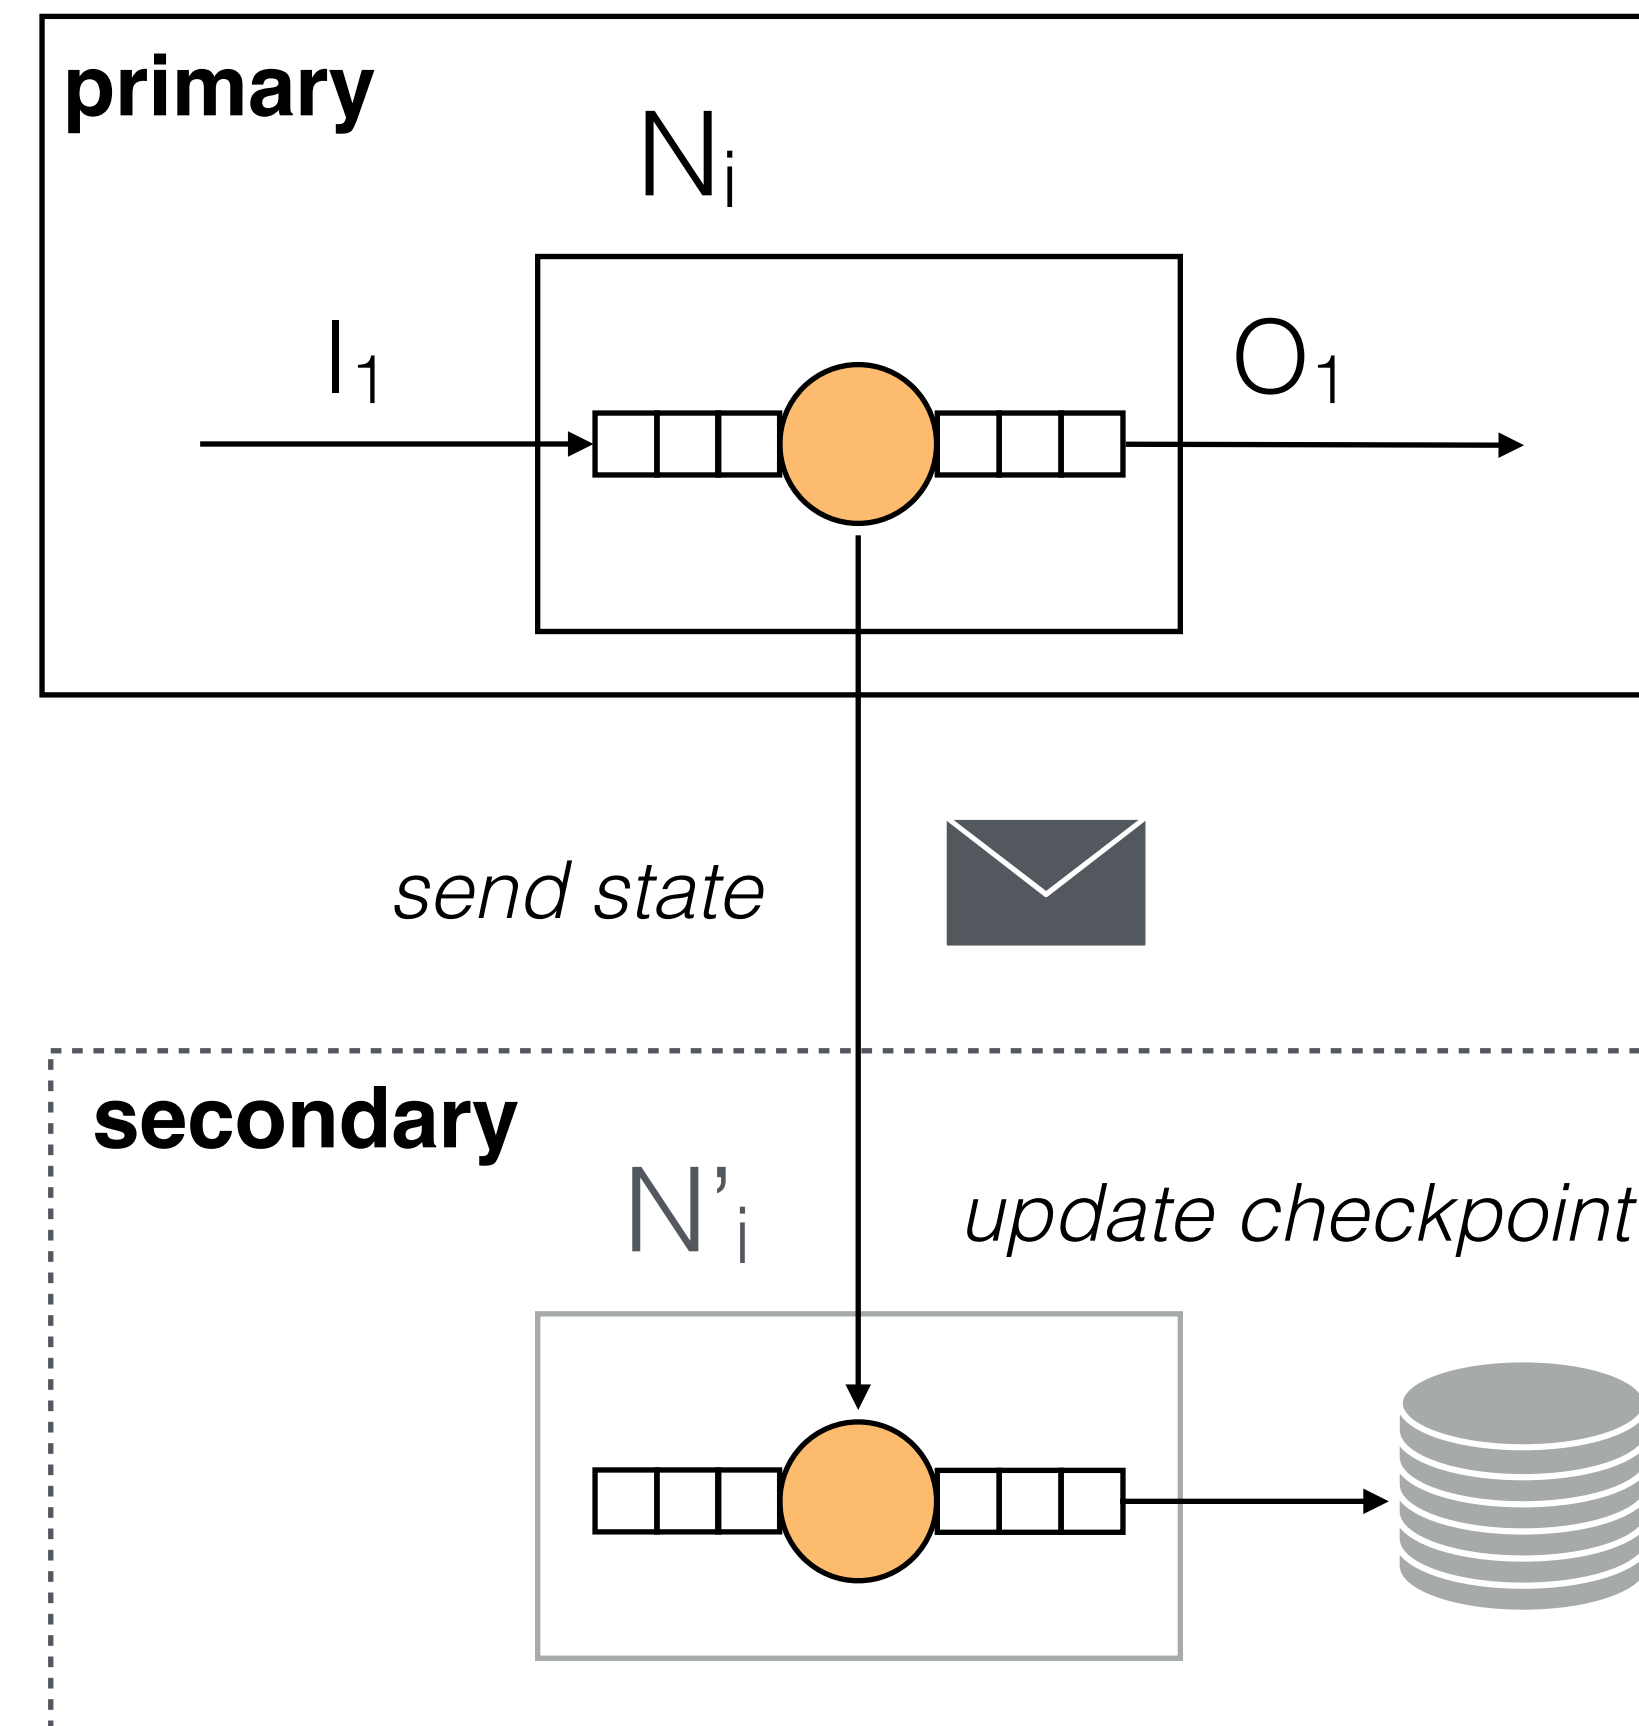 primary
Nᵢ
I₁
O₁
send state
secondary
N’ᵢ
update checkpoint